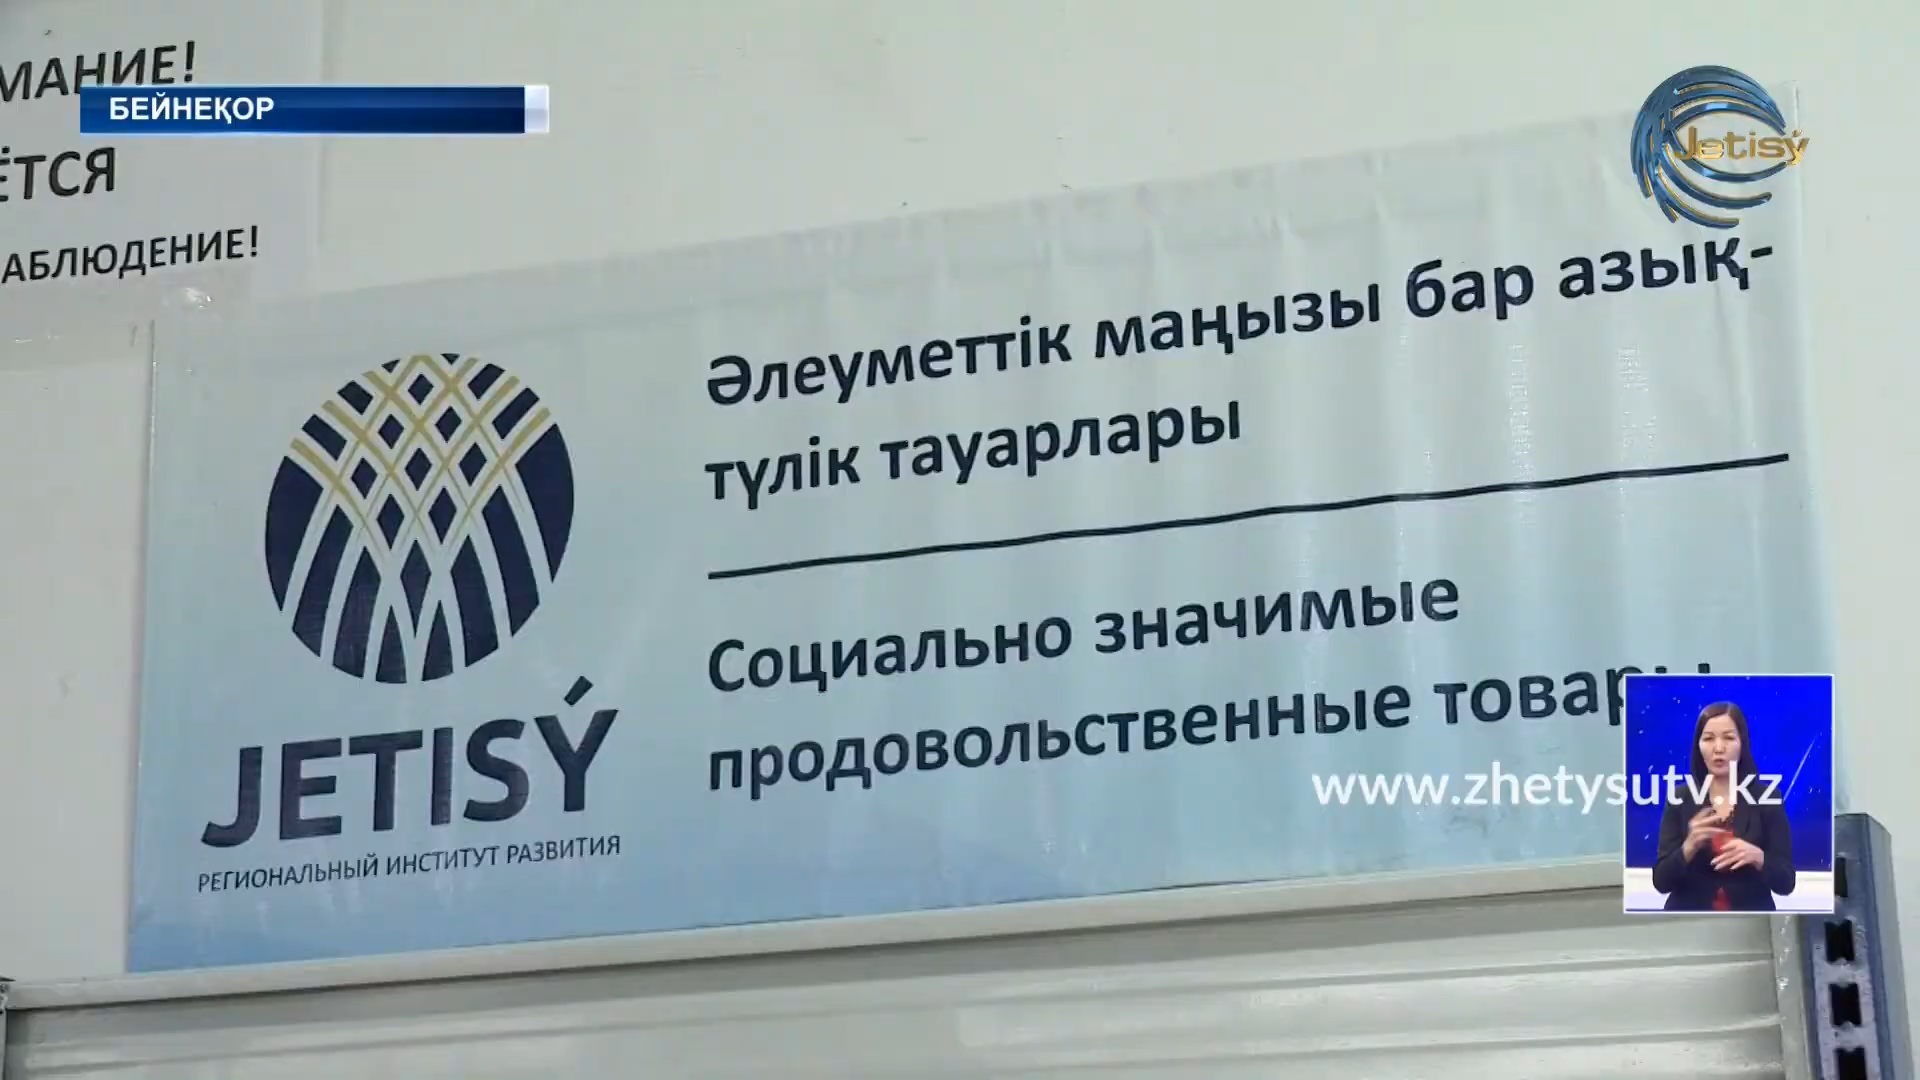 МАНИЕ!
БЕЙНЕҚОР
ЁТСЯ
АБЛЮДЕНИЕ!
Jetisý
Әлеуметтік маңызы бар азық-
түлік тауарлары
Социально значимые
продовольственные товары
JETISÝ
РЕГИОНАЛЬНЫЙ ИНСТИТУТ РАЗВИТИЯ
www.zhetysutv.kz